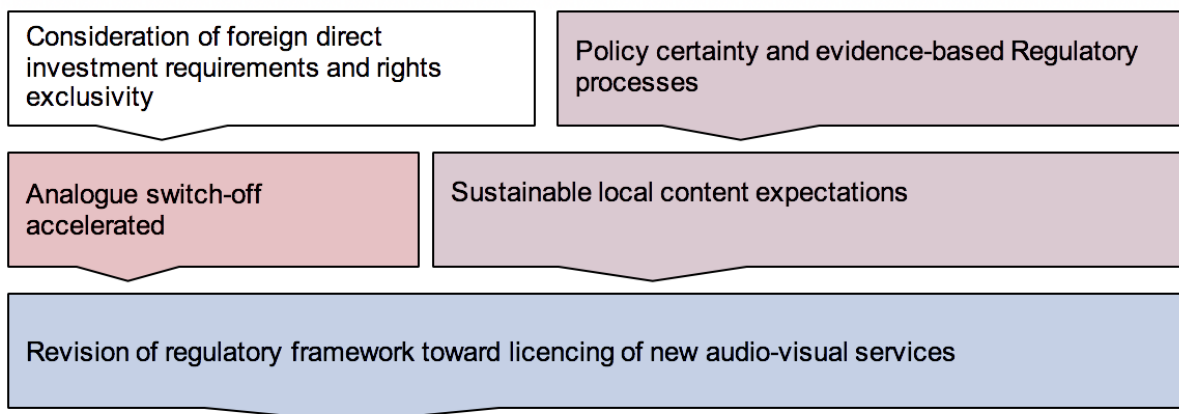 Consideration of foreign direct
investment requirements and rights
exclusivity
Policy certainty and evidence-based Regulatory
processes
Analogue switch-off
accelerated
Sustainable local content expectations
Revision of regulatory framework toward licencing of new audio-visual services